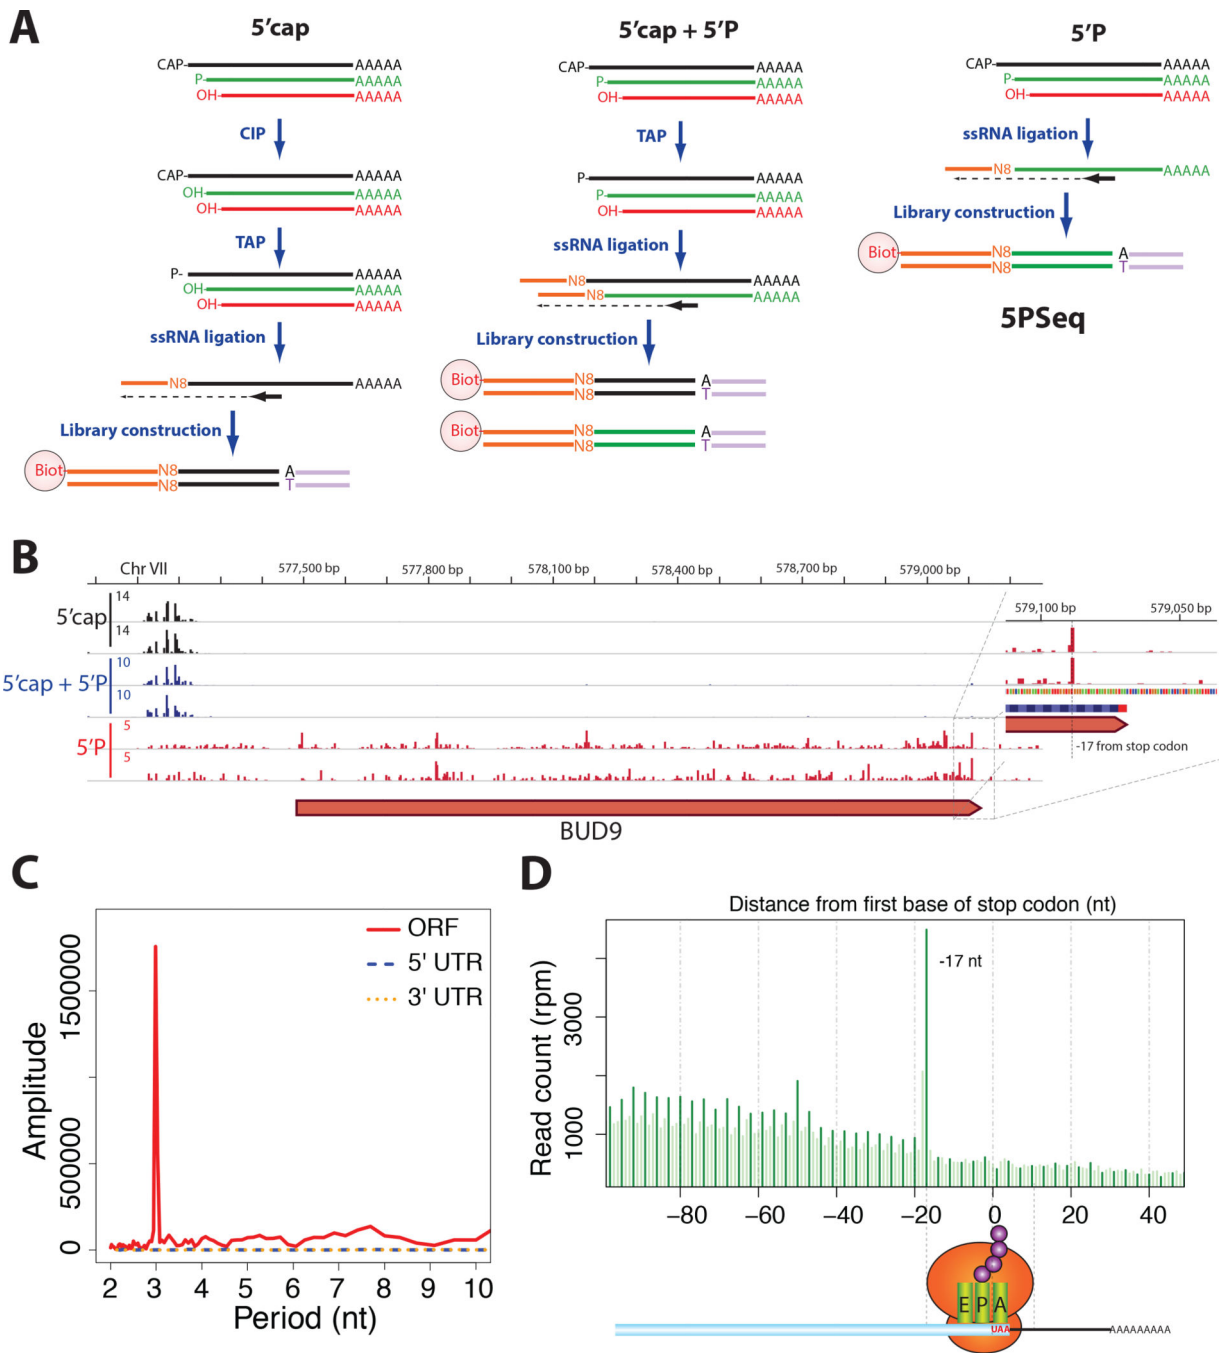 A
5'cap
CAP- AAAAA
P- AAAAA
OH- AAAAA
CIP
CAP- AAAAA
OH- AAAAA
OH- AAAAA
TAP
P- AAAAA
OH- AAAAA
OH- AAAAA
ssRNA ligation
N8 AAAAA
Library construction
Biot N8 A
N8 T
5'cap + 5'P
CAP- AAAAA
P- AAAAA
OH- AAAAA
TAP
P- AAAAA
P- AAAAA
OH- AAAAA
ssRNA ligation
N8 AAAAA
N8 AAAAA
Library construction
Biot N8 A
N8 T
Biot N8 A
N8 T
5'P
CAP- AAAAA
P- AAAAA
OH- AAAAA
ssRNA ligation
N8 AAAAA
Library construction
Biot N8 A
N8 T
5PSeq
B
Chr VII 577,500 bp 577,800 bp 578,100 bp 578,400 bp 578,700 bp 579,000 bp
5'cap 14
14
5'cap + 5'P 10
10
5'P 5
5
BUD9
579,100 bp 579,050 bp
-17 from stop codon
C
Amplitude
1500000
500000
0
ORF
5' UTR
3' UTR
2 3 4 5 6 7 8 9 10
Period (nt)
D
Distance from first base of stop codon (nt)
Read count (rpm)
3000
1000
-17 nt
−80 −60 −40 −20 0 20 40
E P A
UAA AAAAAAAAA